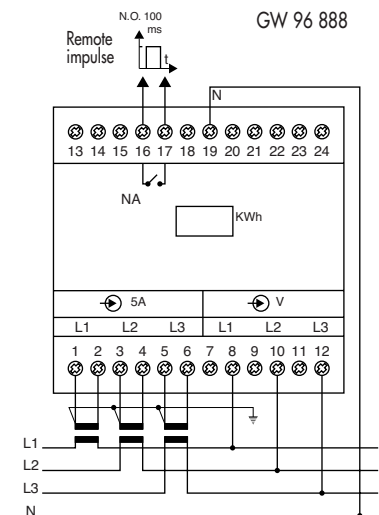 N.O. 100
ms
GW 96 888
Remote
impulse
t
N
13 14 15 16 17 18 19 20 21 22 23 24
NA
KWh
5A V
L1 L2 L3 L1 L2 L3
1 2 3 4 5 6 7 8 9 10 11 12
L1
L2
L3
N